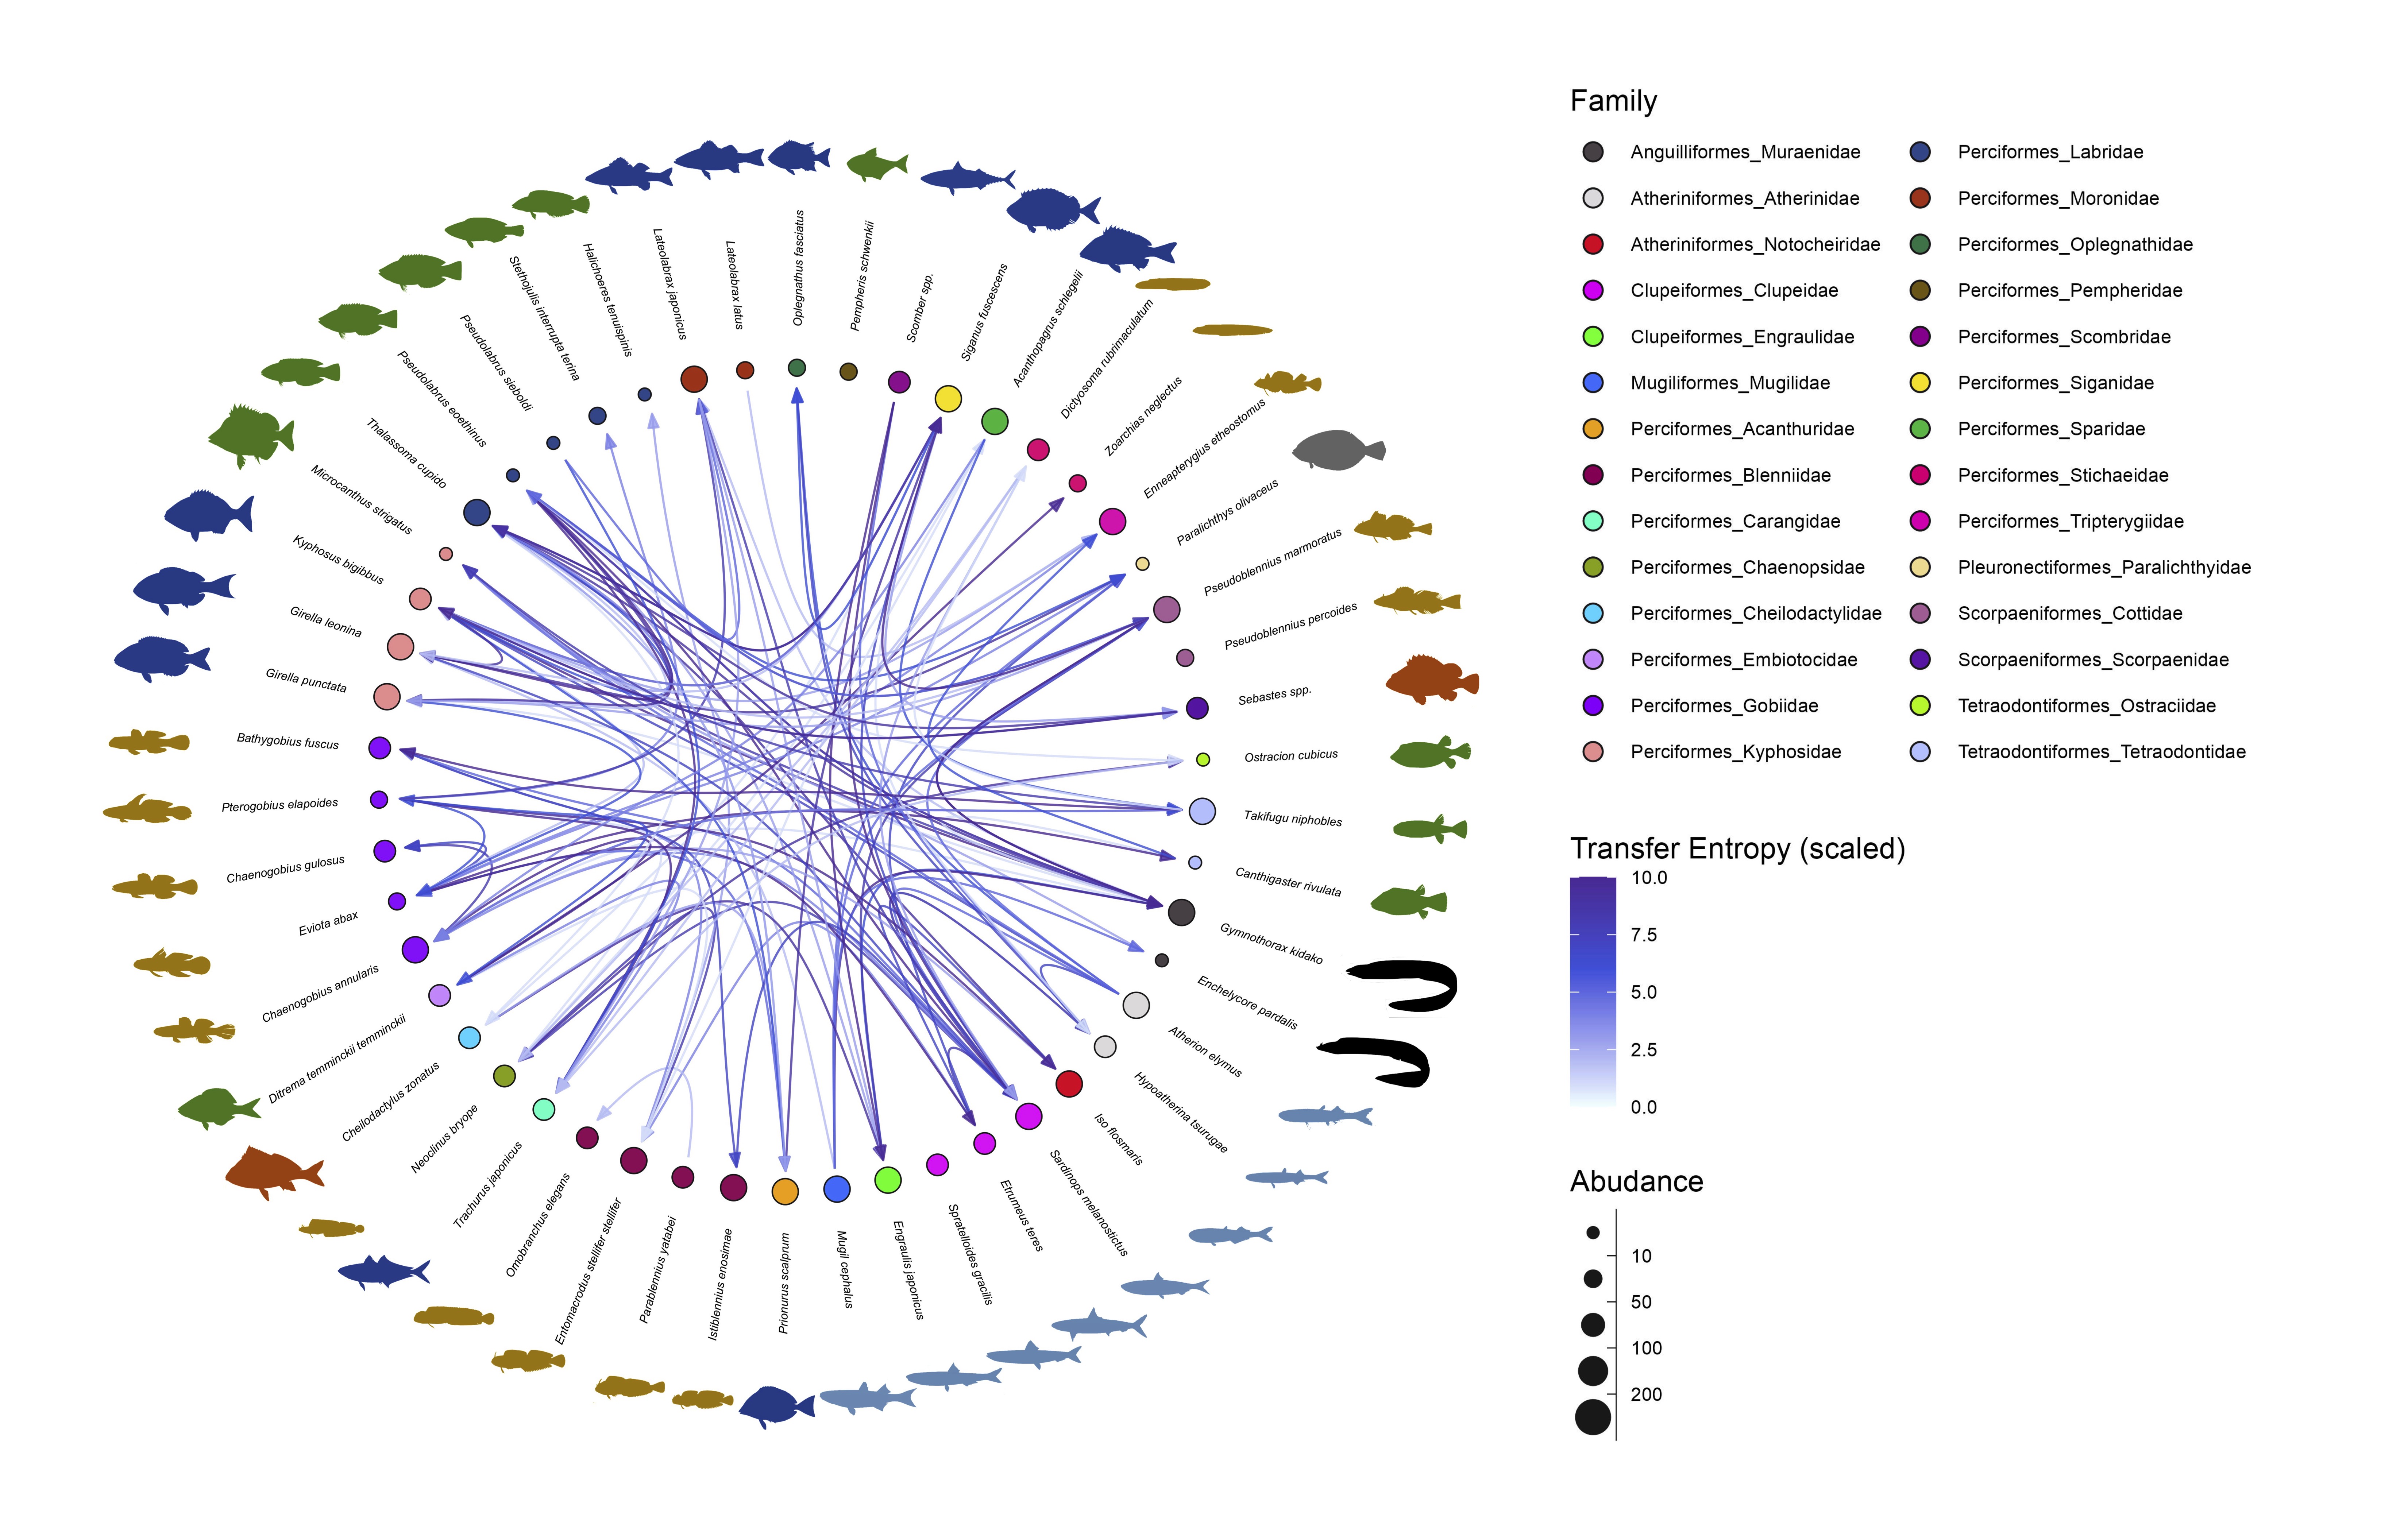 Lateolabrax japonicus
Lateolabrax latus
Oplegnathus fasciatus
Pempheris schwenkii
Scomber spp.
Siganus fuscescens
Acanthopagrus schlegelii
Dictyosoma rubrimaculatum
Zoarchias neglectus
Enneapterygius etheostomus
Paralichthys olivaceus
Pseudoblennius marmoratus
Pseudoblennius percoides
Sebastes spp.
Ostracion cubicus
Takifugu niphobles
Canthigaster rivulata
Gymnothorax kidako
Enchelycore pardalis
Atherion elymus
Hypoatherina tsurugae
Iso flosmaris
Sardinops melanostictus
Etrumeus teres
Spratelloides gracilis
Engraulis japonicus
Mugil cephalus
Prionurus scalprum
Istiblennius enosimae
Parablennius yatabei
Entomacrodus stellifer stellifer
Omobranchus elegans
Trachurus japonicus
Neoclinus bryope
Cheilodactylus zonatus
Ditrema temminckii temminckii
Chaenogobius annularis
Eviota abax
Chaenogobius gulosus
Pterogobius elapoides
Bathygobius fuscus
Girella punctata
Girella leonina
Kyphosus bigibbus
Microcanthus strigatus
Thalassoma cupido
Pseudolabrus eoethinus
Pseudolabrus sieboldi
Stethojulis interrupta terina
Halichoeres tenuispinis
Family
Anguilliformes_Muraenidae
Atheriniformes_Atherinidae
Atheriniformes_Notocheiridae
Clupeiformes_Clupeidae
Clupeiformes_Engraulidae
Mugiliformes_Mugilidae
Perciformes_Acanthuridae
Perciformes_Blenniidae
Perciformes_Carangidae
Perciformes_Chaenopsidae
Perciformes_Cheilodactylidae
Perciformes_Embiotocidae
Perciformes_Gobiidae
Perciformes_Kyphosidae
Perciformes_Labridae
Perciformes_Moronidae
Perciformes_Oplegnathidae
Perciformes_Pempheridae
Perciformes_Scombridae
Perciformes_Siganidae
Perciformes_Sparidae
Perciformes_Stichaeidae
Perciformes_Tripterygiidae
Pleuronectiformes_Paralichthyidae
Scorpaeniformes_Cottidae
Scorpaeniformes_Scorpaenidae
Tetraodontiformes_Ostraciidae
Tetraodontiformes_Tetraodontidae
Transfer Entropy (scaled)
10.0
7.5
5.0
2.5
0.0
Abudance
10
50
100
200